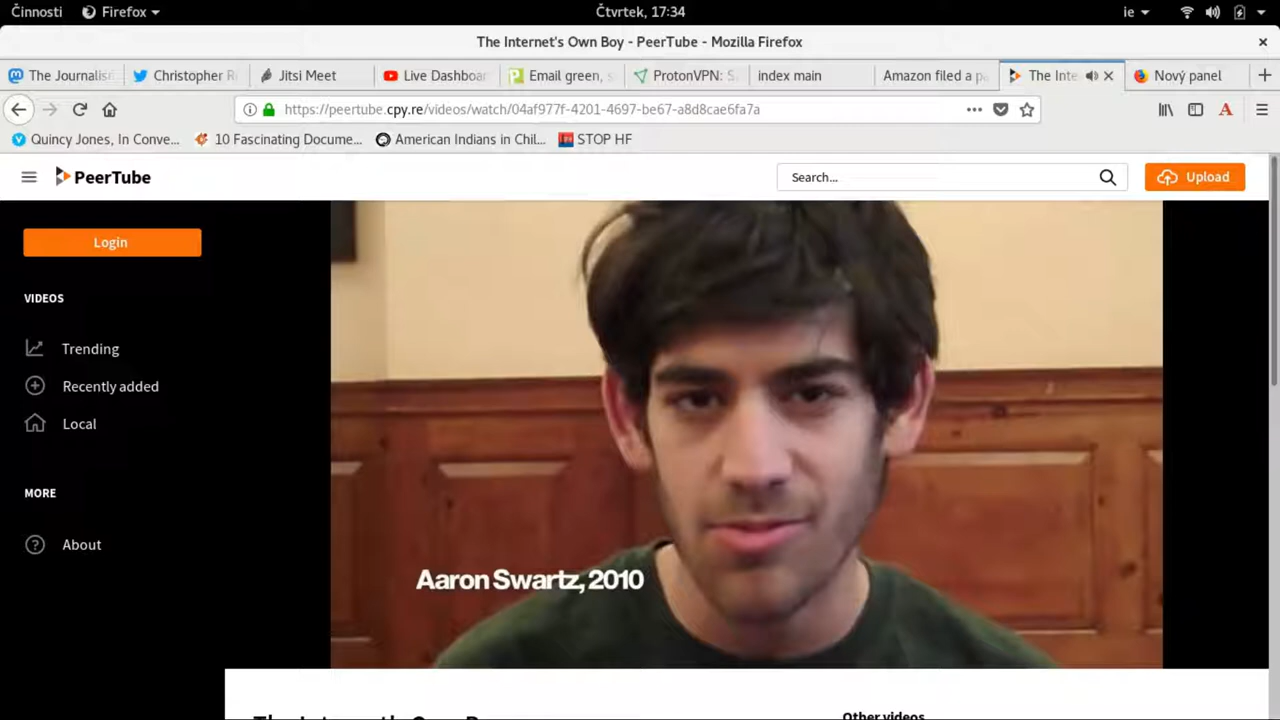 Činnosti Firefox Čtvrtek, 17:34 ie
The Internet's Own Boy - PeerTube - Mozilla Firefox
The Journalis Christopher R Jitsi Meet Live Dashboa Email green, s ProtonVPN: S index main Amazon filed a p The Inte Nový panel
https://peertube.cpy.re/videos/watch/04af977f-4201-4697-be67-a8d8cae6fa7a
Quincy Jones, In Conve... 10 Fascinating Docume... American Indians in Chil... STOP HF
PeerTube Search... Upload
Login
VIDEOS
Trending
Recently added
Local
MORE
About
Aaron Swartz, 2010
Other videos